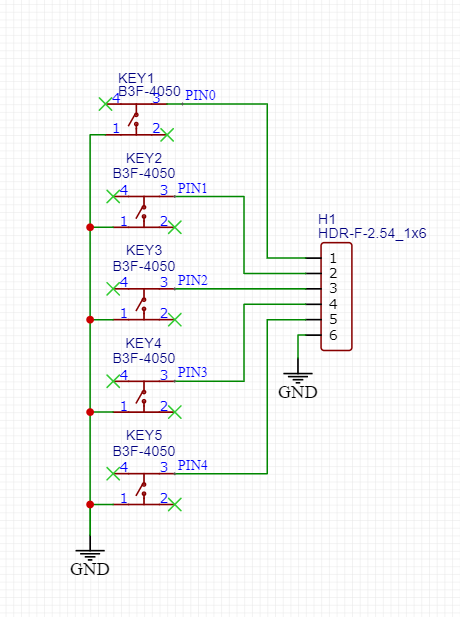 KEY1
B3F-4050
4 3 PIN0
1 2
KEY2
B3F-4050
4 3 PIN1
1 2
KEY3
B3F-4050
4 3 PIN2
1 2
KEY4
B3F-4050
4 3 PIN3
1 2
KEY5
B3F-4050
4 3 PIN4
1 2
GND
H1
HDR-F-2.54_1x6
1
2
3
4
5
6
GND